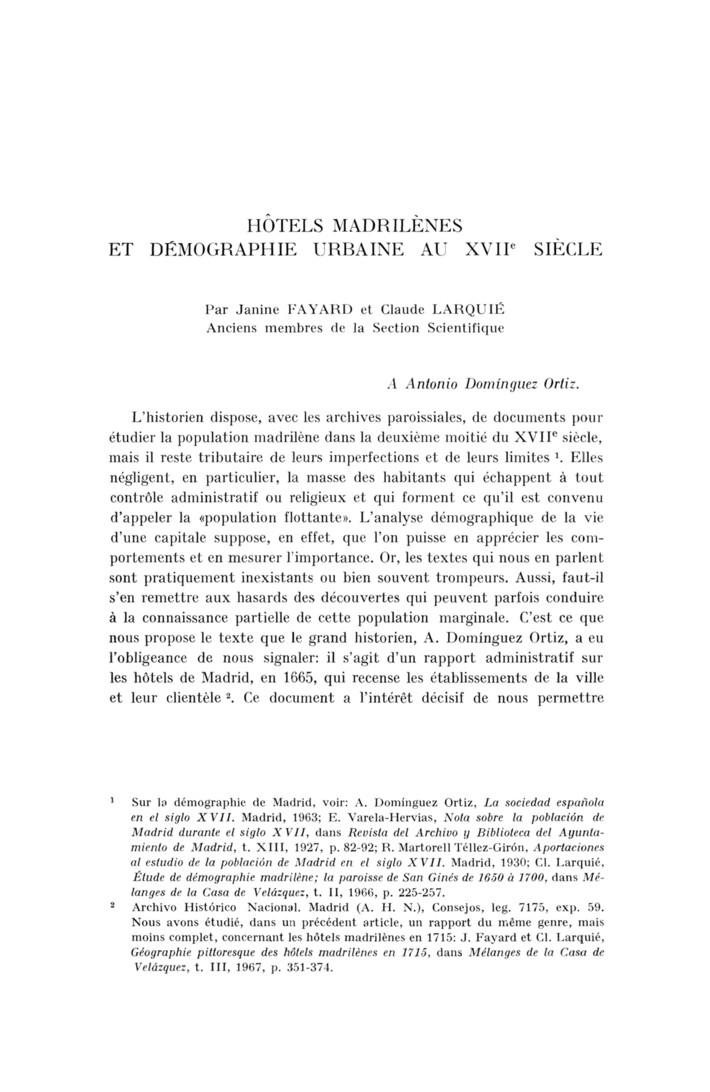 HÔTELS MADRILÈNES
ET DÉMOGRAPHIE URBAINE AU XVIIe SIÈCLE
Par Janine FAYARD et Claude LARQUIÉ
Anciens membres de la Section Scientifique
A Antonio Domínguez Ortiz.
L'historien dispose, avec les archives paroissiales, de documents pour
étudier la population madrilène dans la deuxième moitié du XVIIe siècle,
mais il reste tributaire de leurs imperfections et de leurs limites 1. Elles
négligent, en particulier, la masse des habitants qui échappent à tout
contrôle administratif ou religieux et qui forment ce qu'il est convenu
d'appeler la «population flottante». L'analyse démographique de la vie
d'une capitale suppose, en effet, que l'on puisse en apprécier les com-
portements et en mesurer l'importance. Or, les textes qui nous en parlent
sont pratiquement inexistants ou bien souvent trompeurs. Aussi, faut-il
s'en remettre aux hasards des découvertes qui peuvent parfois conduire
à la connaissance partielle de cette population marginale. C'est ce que
nous propose le texte que le grand historien, A. Domínguez Ortiz, a eu
l'obligeance de nous signaler: il s'agit d'un rapport administratif sur
les hôtels de Madrid, en 1665, qui recense les établissements de la ville
et leur clientèle 2. Ce document a l'intérêt décisif de nous permettre
1 Sur la démographie de Madrid, voir: A. Domínguez Ortiz, La sociedad española
en el siglo XVII. Madrid, 1963; E. Varela-Hervias, Nota sobre la población de
Madrid durante el siglo XVII, dans Revista del Archivo y Biblioteca del Ayunta-
miento de Madrid, t. XIII, 1927, p. 82-92; R. Martorell Téllez-Girón, Aportaciones
al estudio de la población de Madrid en el siglo XVII. Madrid, 1930; Cl. Larquié,
Étude de démographie madrilène; la paroisse de San Ginés de 1650 à 1700, dans Mé-
langes de la Casa de Velázquez, t. II, 1966, p. 225-257.
2 Archivo Histórico Nacional. Madrid (A. H. N.), Consejos, leg. 7175, exp. 59.
Nous avons étudié, dans un précédent article, un rapport du même genre, mais
moins complet, concernant les hôtels madrilènes en 1715: J. Fayard et Cl. Larquié,
Géographie pittoresque des hôtels madrilènes en 1715, dans Mélanges de la Casa de
Velázquez, t. III, 1967, p. 351-374.